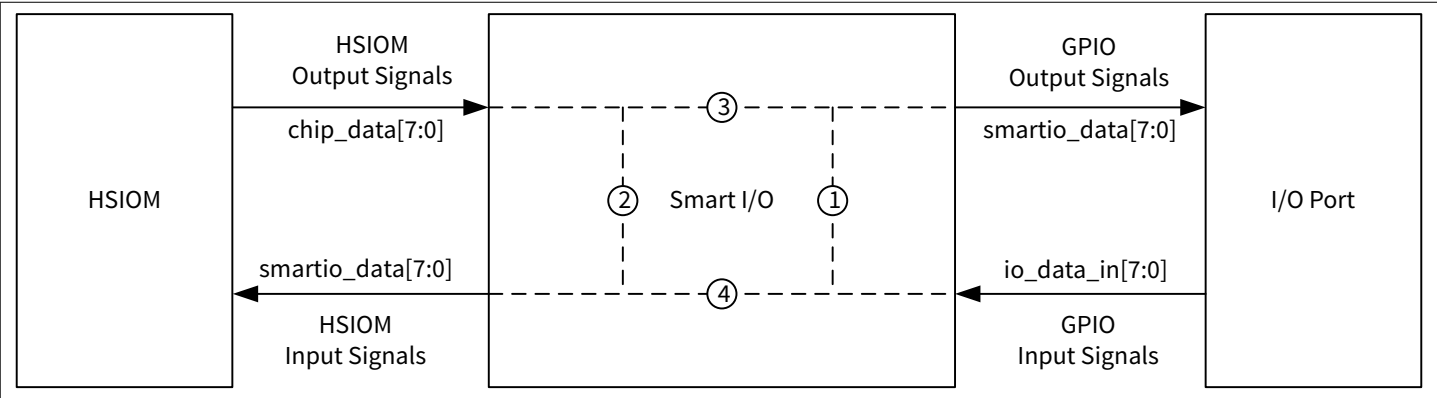 HSIOM
Output Signals
chip_data[7:0]
GPIO
Output Signals
smartio_data[7:0]
3
HSIOM
2
Smart I/O
1
I/O Port
smartio_data[7:0]
HSIOM
Input Signals
4
io_data_in[7:0]
GPIO
Input Signals